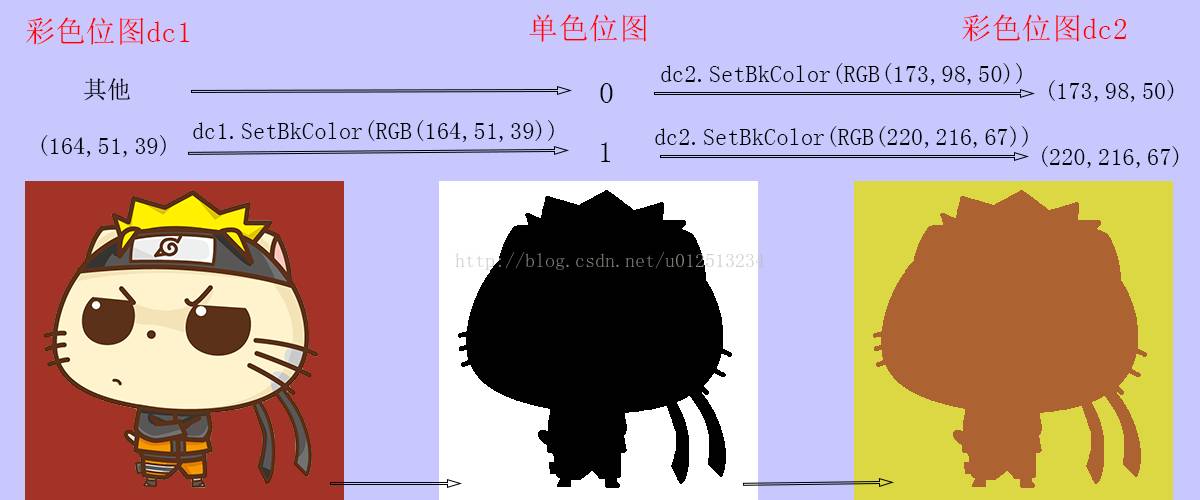 彩色位图dc1 单色位图 彩色位图dc2
其他 0 dc2.SetBkColor(RGB(173,98,50)) (173,98,50)
(164,51,39) dc1.SetBkColor(RGB(164,51,39)) 1 dc2.SetBkColor(RGB(220,216,67)) (220,216,67)
http://blog.csdn.net/u012513234